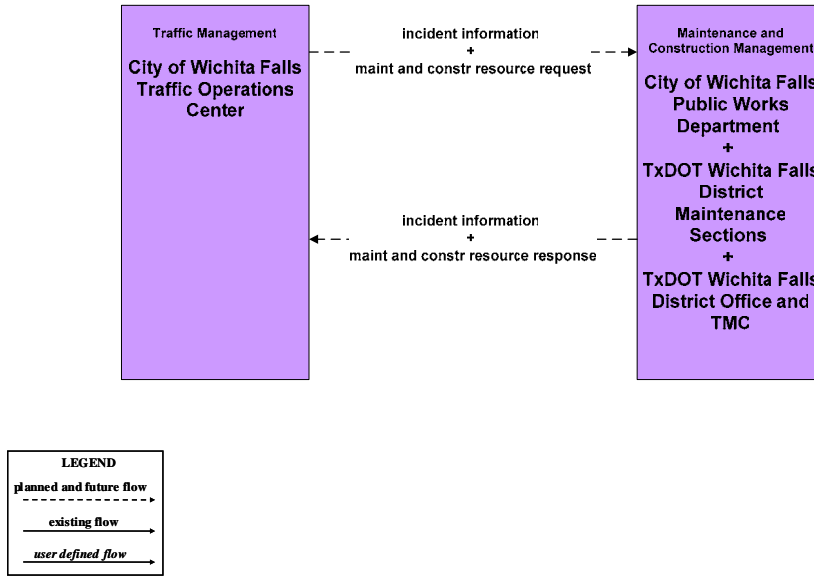 Traffic Management
City of Wichita Falls
Traffic Operations
Center
incident information
+
maint and constr resource request
incident information
+
maint and constr resource response
Maintenance and
Construction Management
City of Wichita Falls
Public Works
Department
+
TxDOT Wichita Falls
District
Maintenance
Sections
+
TxDOT Wichita Falls
District Office and
TMC
LEGEND
planned and future flow
existing flow
user defined flow